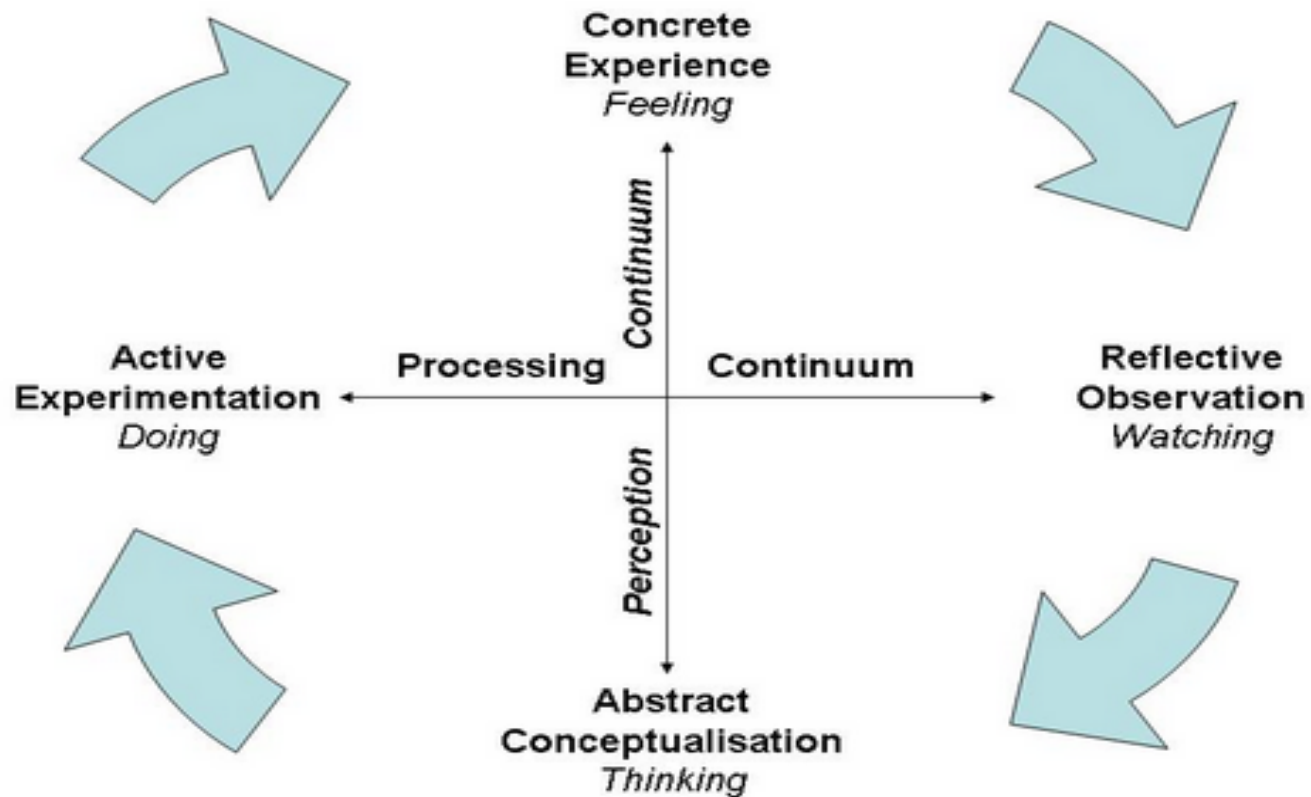 Concrete
Experience
Feeling
Continuum
Active
Experimentation
Doing
Processing
Continuum
Reflective
Observation
Watching
Perception
Abstract
Conceptualisation
Thinking